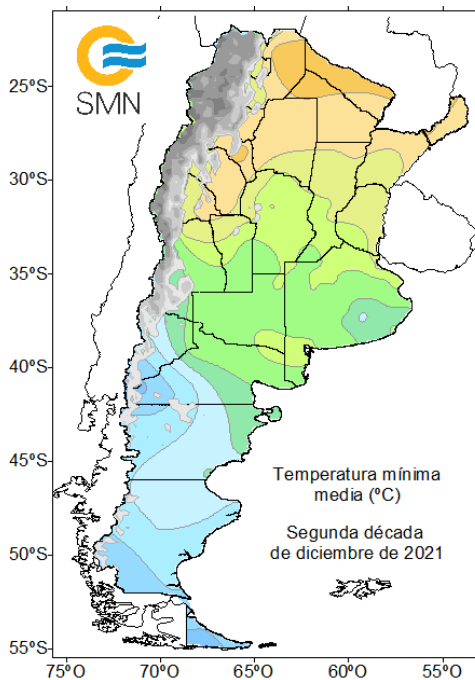 SMN
25ºS
30ºS
35ºS
40ºS
45ºS
50ºS
55ºS
Temperatura mínima
media (ºC)
Segunda década
de diciembre de 2021
75ºO
70ºO
65ºO
60ºO
55ºO